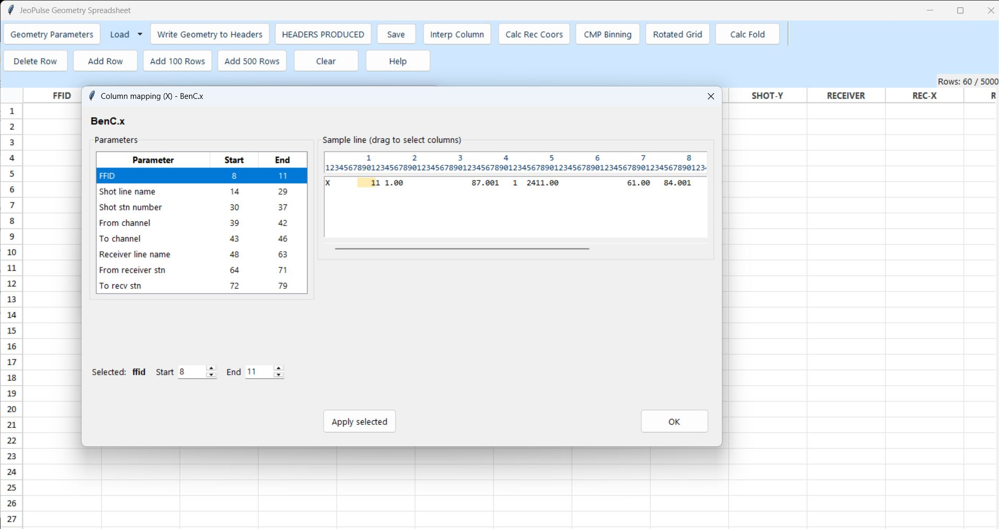 JeoPulse Geometry Spreadsheet
Geometry Parameters Load Write Geometry to Headers HEADERS PRODUCED Save Interp Column Calc Rec Coors CMP Binning Rotated Grid Calc Fold
Delete Row Add Row Add 100 Rows Add 500 Rows Clear Help
Rows: 60 / 5000
FFID SHOT-Y RECEIVER REC-X R
Column mapping (X) - BenC.x
BenC.x
Parameters
Parameter Start End
FFID 8 11
Shot line name 14 29
Shot stn number 30 37
From channel 39 42
To channel 43 46
Receiver line name 48 63
From receiver stn 64 71
To recv stn 72 79
Sample line (drag to select columns)
1 2 3 4 5 6 7 8
123456789012345678901234567890123456789012345678901234567890123456789012345678901234
X 11 1.00 87.001 1 2411.00 61.00 84.001
Selected: ffid Start 8 End 11
Apply selected OK
1
2
3
4
5
6
7
8
9
10
11
12
13
14
15
16
17
18
19
20
21
22
23
24
25
26
27